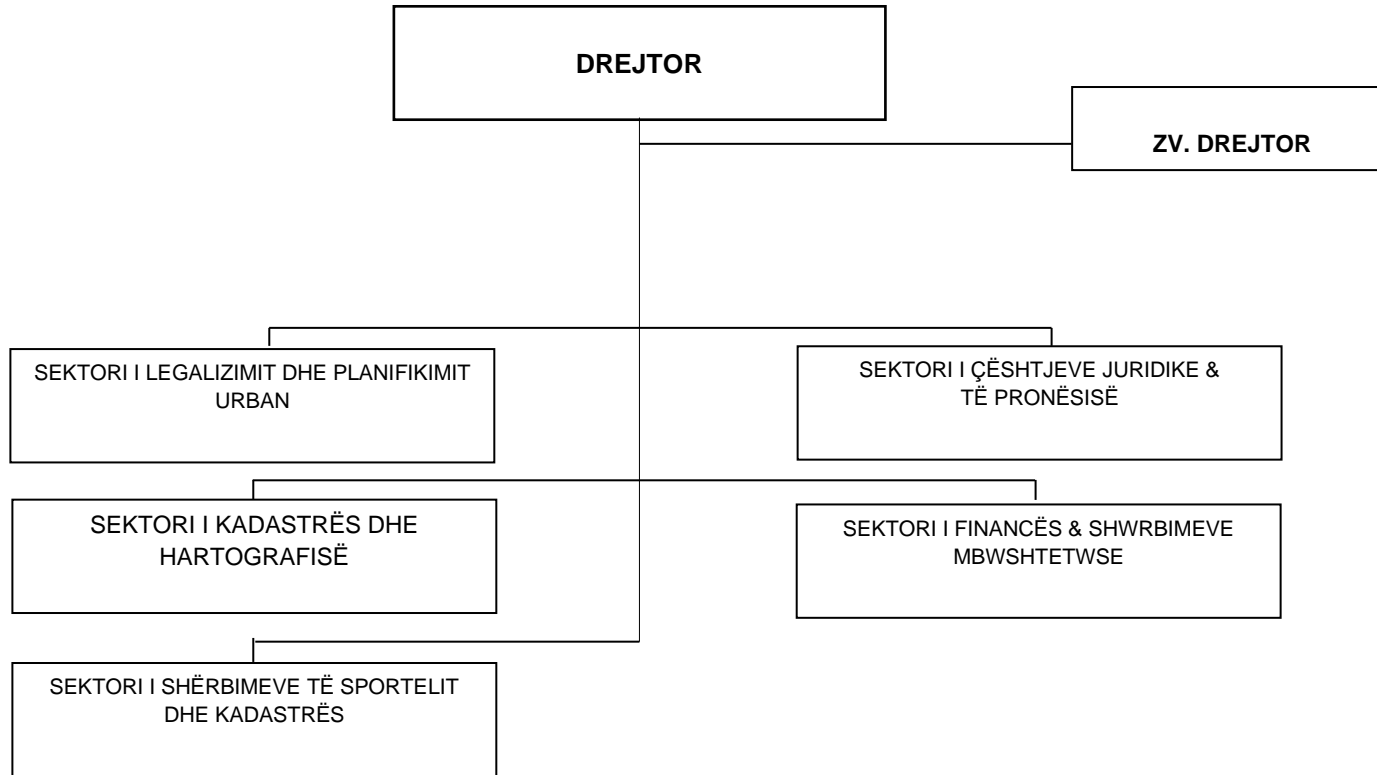 DREJTOR
ZV. DREJTOR
SEKTORI I LEGALIZIMIT DHE PLANIFIKIMIT
URBAN
SEKTORI I ÇËSHTJEVE JURIDIKE &
TË PRONËSISË
SEKTORI I KADASTRËS DHE
HARTOGRAFISË
SEKTORI I FINANCËS & SHWRBIMEVE
MBWSHTETWSE
SEKTORI I SHËRBIMEVE TË SPORTELIT
DHE KADASTRËS